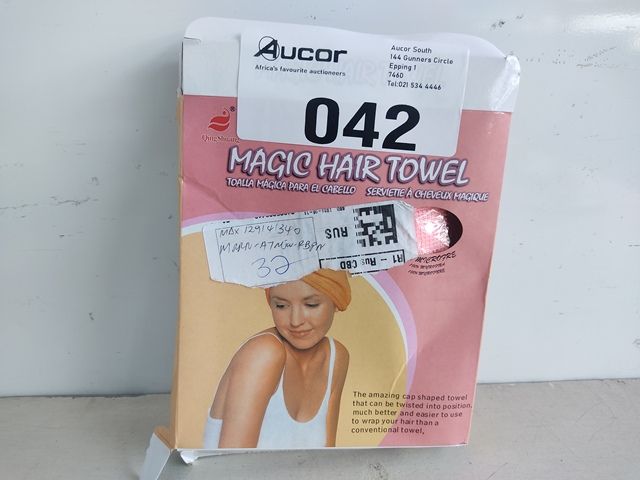 Aucor
Africa's favourite auctioneers
Aucor South
144 Gunners Circle
Epping 1
7460
Tel:021 534 4446
042
QingShuang
®
MAGIC HAIR TOWEL
TOALLA MÁGICA PARA EL CABELLO SERVIETTE À CHEVEUX MAGIQUE
RUS
32
The amazing cap shaped towel
that can be twisted into position,
much better and easier to use
to wrap your hair than a
conventional towel,